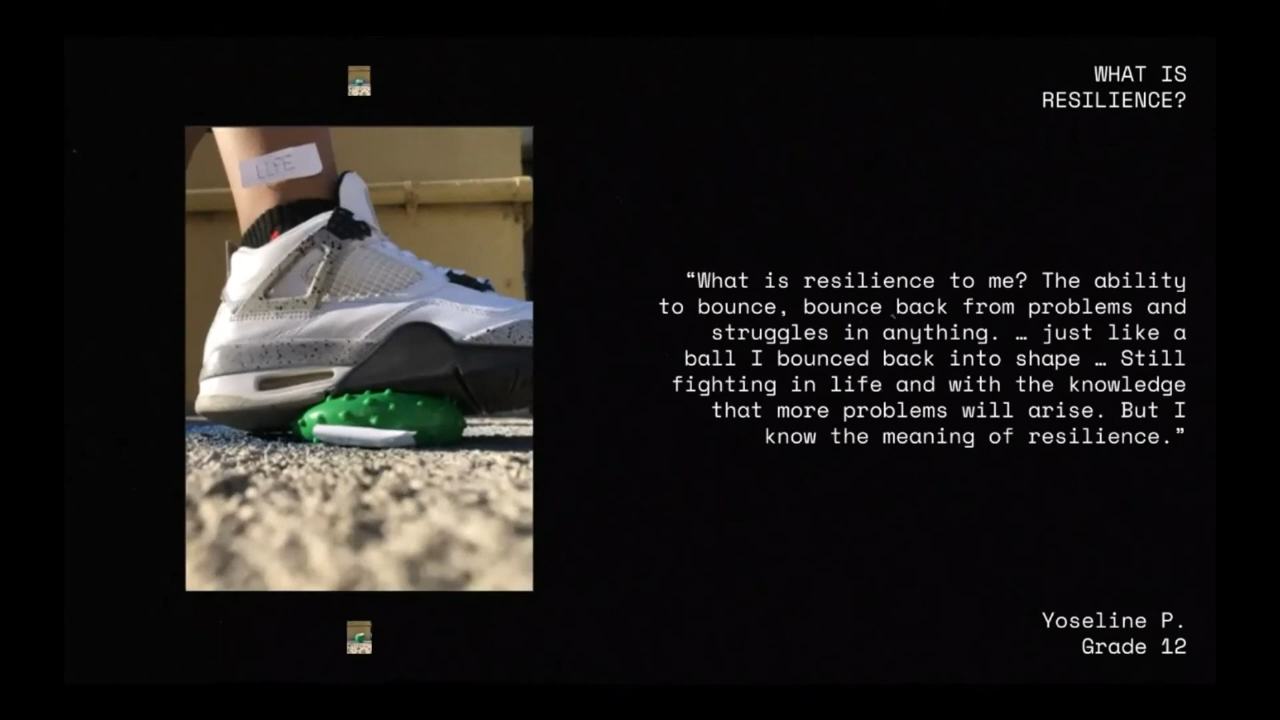 WHAT IS
RESILIENCE?
LIFE
“What is resilience to me? The ability
to bounce, bounce back from problems and
struggles in anything. … just like a
ball I bounced back into shape … Still
fighting in life and with the knowledge
that more problems will arise. But I
know the meaning of resilience.”
Yoseline P.
Grade 12